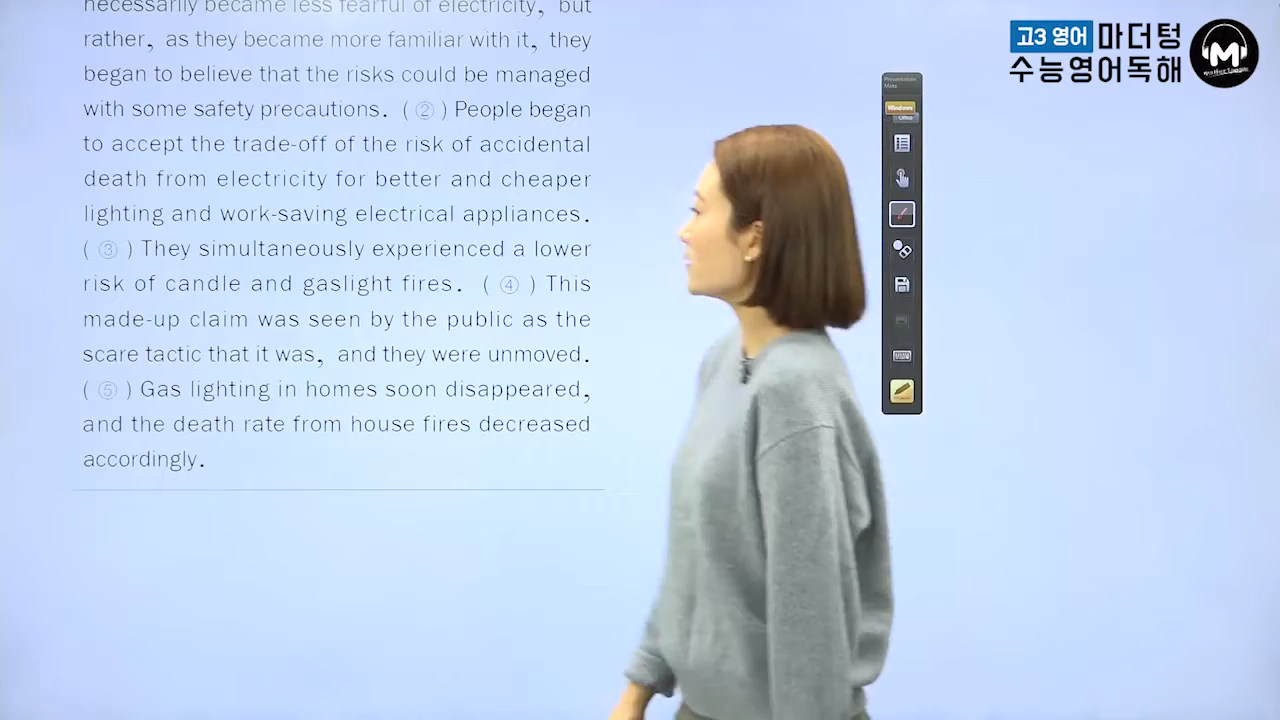 necessarily became less fearful of electricity, but
rather, as they became more familiar with it, they
began to believe that the risks could be managed
with some safety precautions. ( ② ) People began
to accept the trade-off of the risk of accidental
death from electricity for better and cheaper
lighting and work-saving electrical appliances.
( ③ ) They simultaneously experienced a lower
risk of candle and gaslight fires. ( ④ ) This
made-up claim was seen by the public as the
scare tactic that it was, and they were unmoved.
( ⑤ ) Gas lighting in homes soon disappeared,
and the death rate from house fires decreased
accordingly.
고3 영어 마더텅
수능영어독해
M
Presentation
Mate
Windows
Office